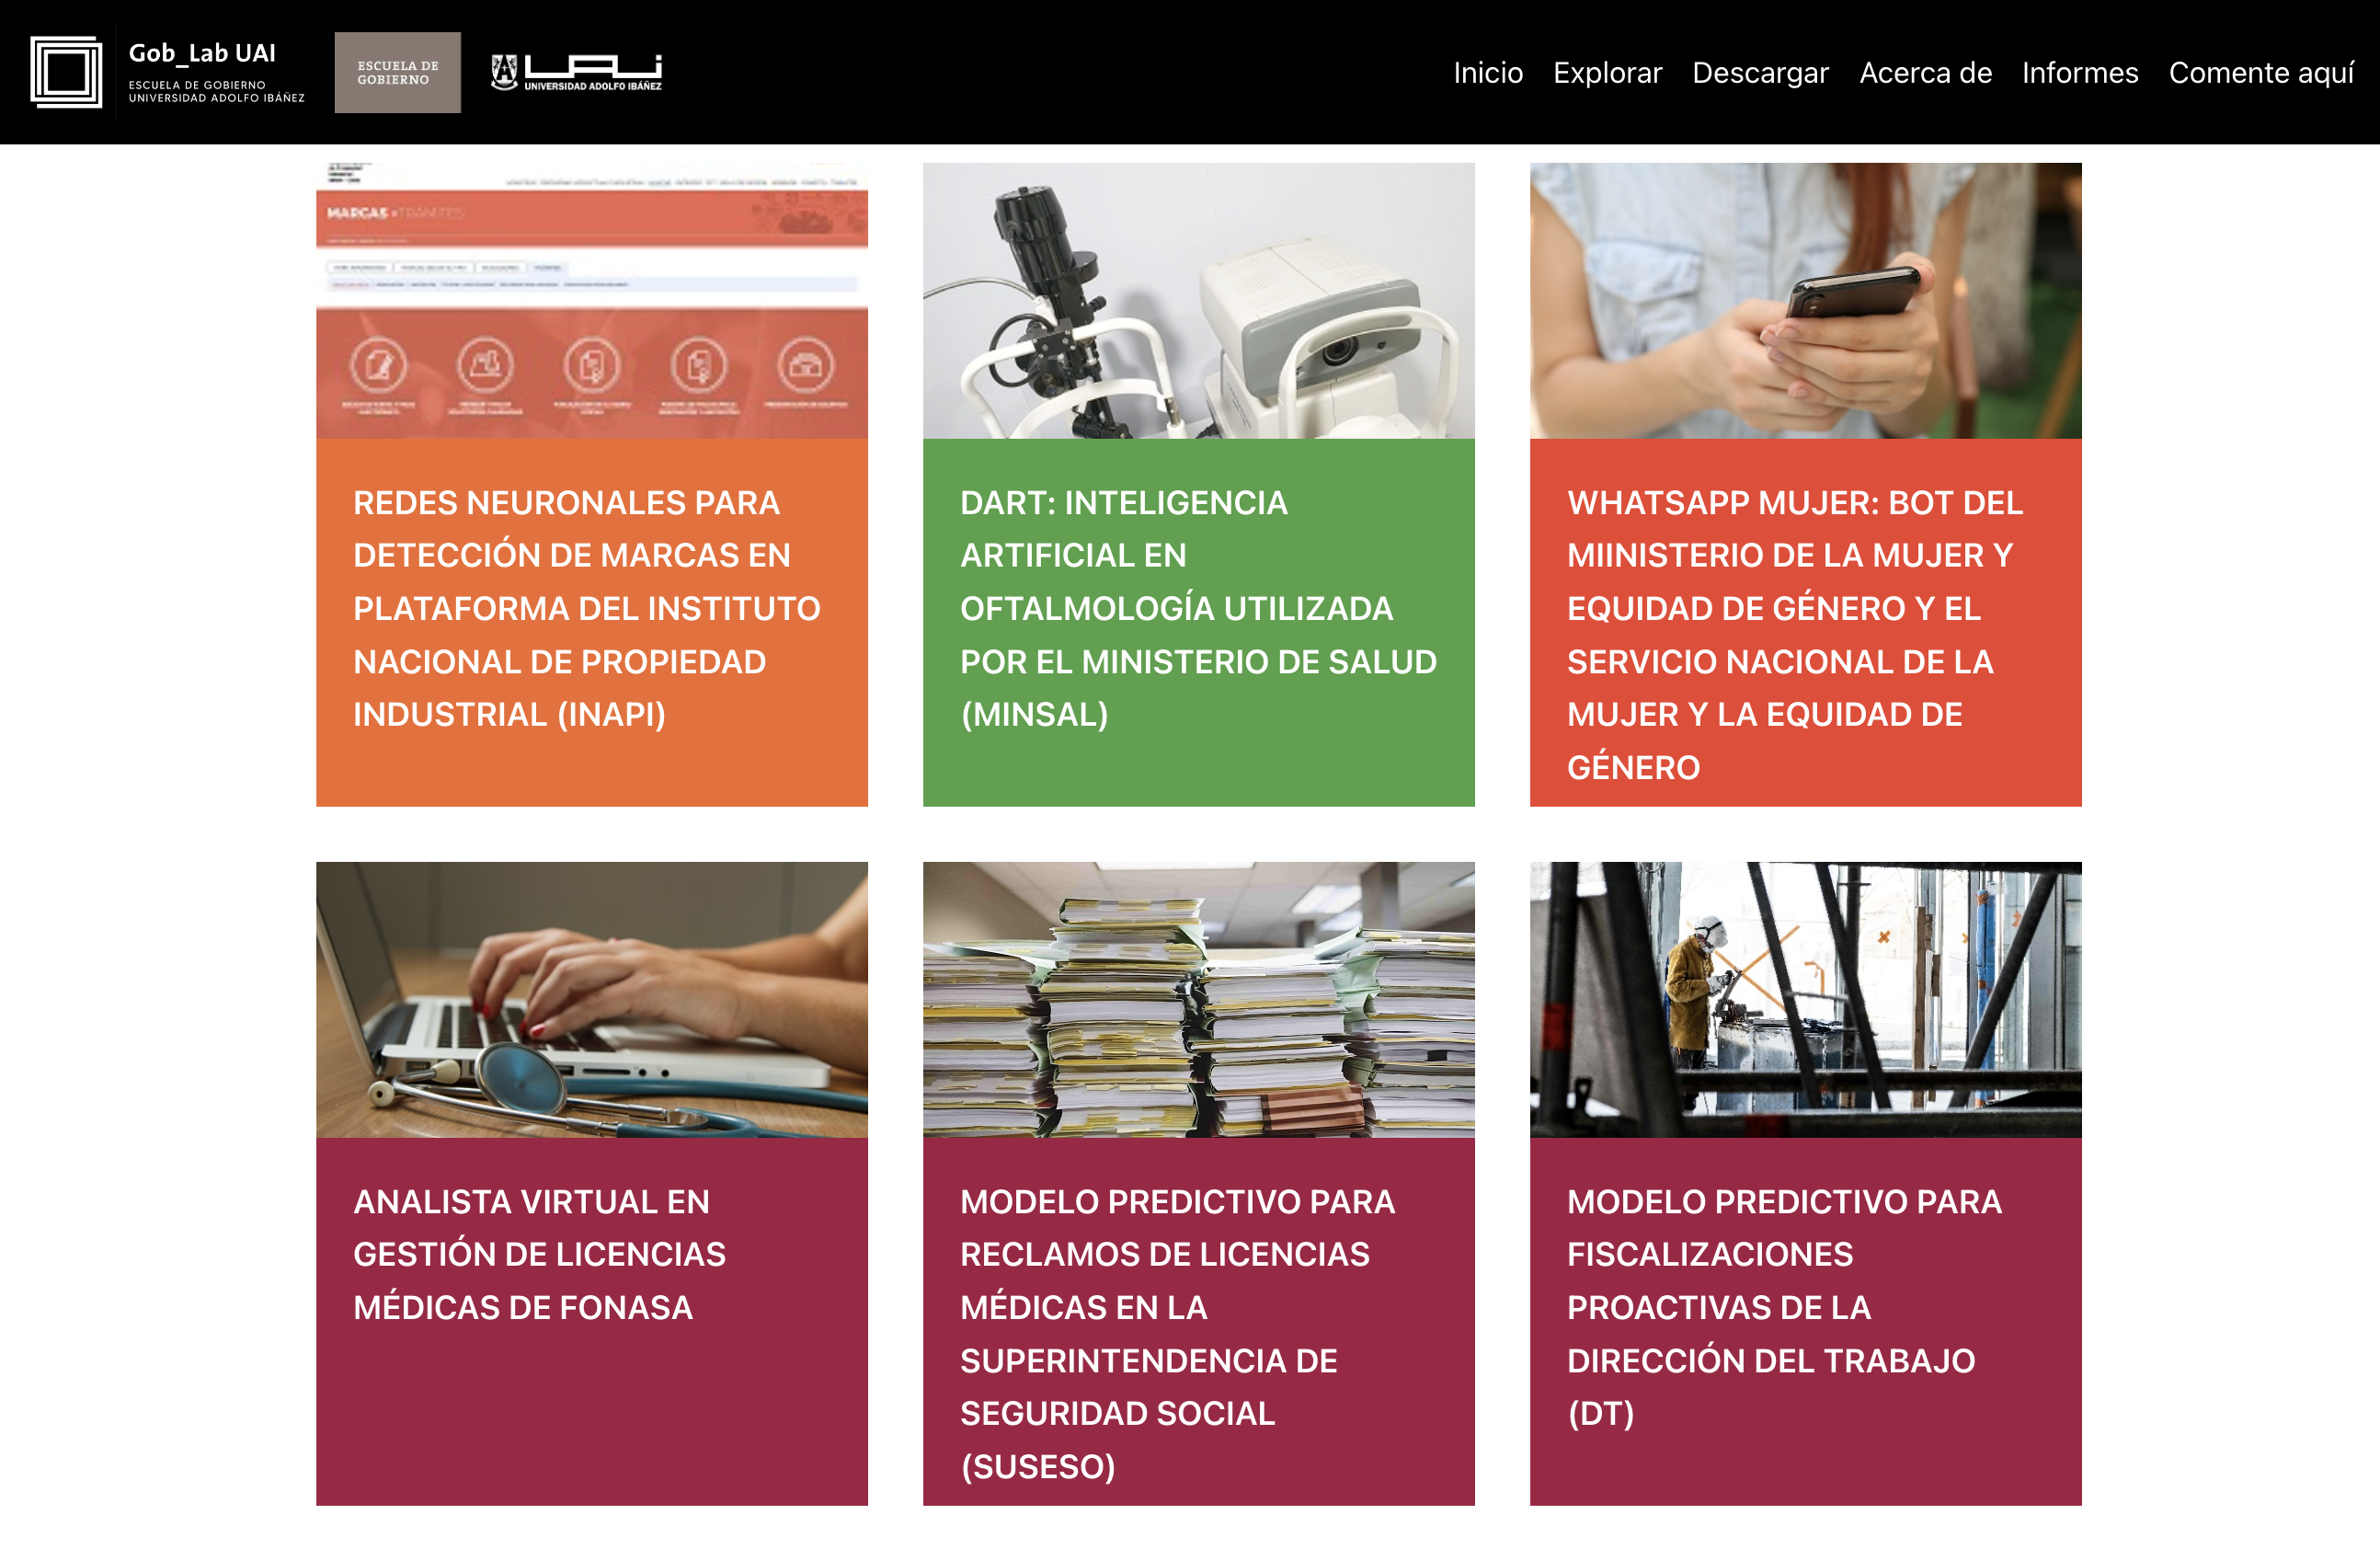 Gob_Lab UAI
ESCUELA DE GOBIERNO
UNIVERSIDAD ADOLFO IBÁÑEZ
ESCUELA DE
GOBIERNO
UAI
UNIVERSIDAD ADOLFO IBÁÑEZ
Inicio Explorar Descargar Acerca de Informes Comente aquí
MARCAS • TRÁMITES
REDES NEURONALES PARA
DETECCIÓN DE MARCAS EN
PLATAFORMA DEL INSTITUTO
NACIONAL DE PROPIEDAD
INDUSTRIAL (INAPI)
DART: INTELIGENCIA
ARTIFICIAL EN
OFTALMOLOGÍA UTILIZADA
POR EL MINISTERIO DE SALUD
(MINSAL)
WHATSAPP MUJER: BOT DEL
MIINISTERIO DE LA MUJER Y
EQUIDAD DE GÉNERO Y EL
SERVICIO NACIONAL DE LA
MUJER Y LA EQUIDAD DE
GÉNERO
ANALISTA VIRTUAL EN
GESTIÓN DE LICENCIAS
MÉDICAS DE FONASA
MODELO PREDICTIVO PARA
RECLAMOS DE LICENCIAS
MÉDICAS EN LA
SUPERINTENDENCIA DE
SEGURIDAD SOCIAL
(SUSESO)
MODELO PREDICTIVO PARA
FISCALIZACIONES
PROACTIVAS DE LA
DIRECCIÓN DEL TRABAJO
(DT)